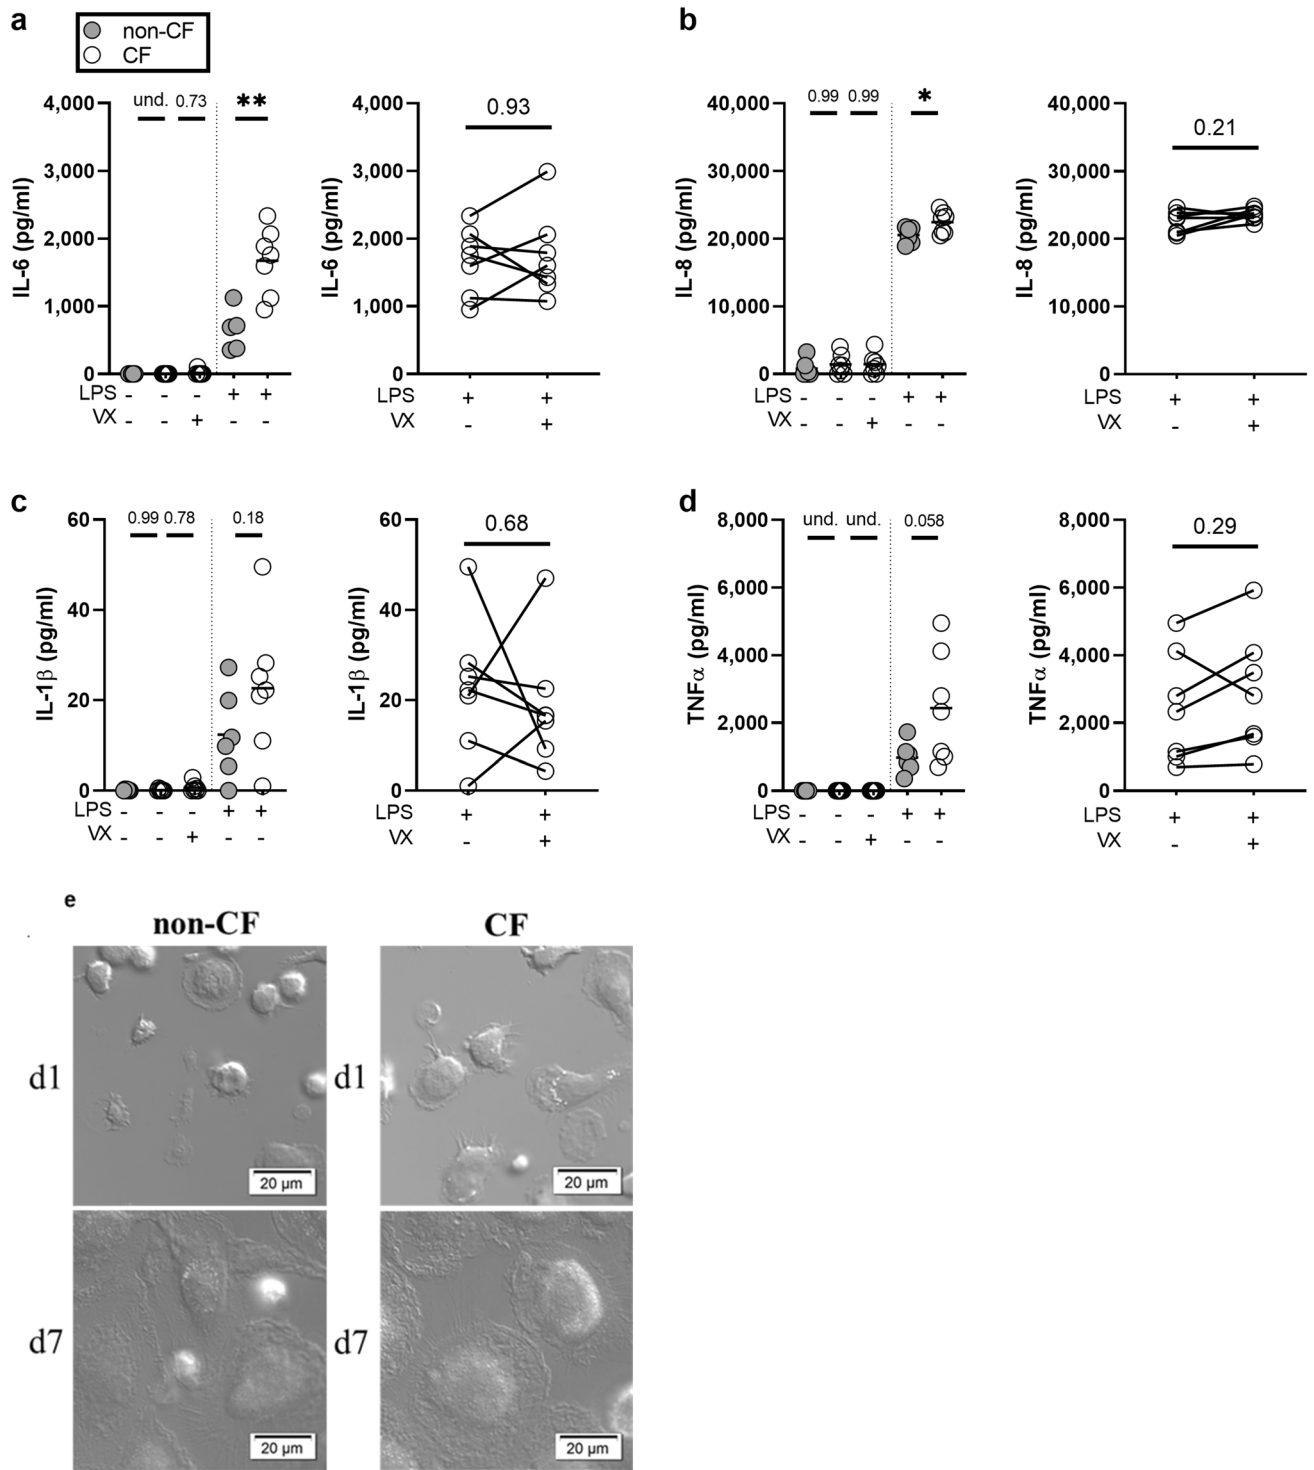 a
non-CF
CF
und. 0.73 **
4,000
3,000
2,000
1,000
0
IL-6 (pg/ml)
LPS - - - + +
VX - - + - -
0.93
4,000
3,000
2,000
1,000
0
IL-6 (pg/ml)
LPS + +
VX - +
b
0.99 0.99 *
40,000
30,000
20,000
10,000
0
IL-8 (pg/ml)
LPS - - - + +
VX - - + - -
0.21
40,000
30,000
20,000
10,000
0
IL-8 (pg/ml)
LPS + +
VX - +
c
0.99 0.78 0.18
60
40
20
0
IL-1β (pg/ml)
LPS - - - + +
VX - - + - -
0.68
60
40
20
0
IL-1β (pg/ml)
LPS + +
VX - +
d
und. und. 0.058
8,000
6,000
4,000
2,000
0
TNFα (pg/ml)
LPS - - - + +
VX - - + - -
0.29
8,000
6,000
4,000
2,000
0
TNFα (pg/ml)
LPS + +
VX - +
e
non-CF CF
d1 d1
20 µm 20 µm
d7 d7
20 µm 20 µm